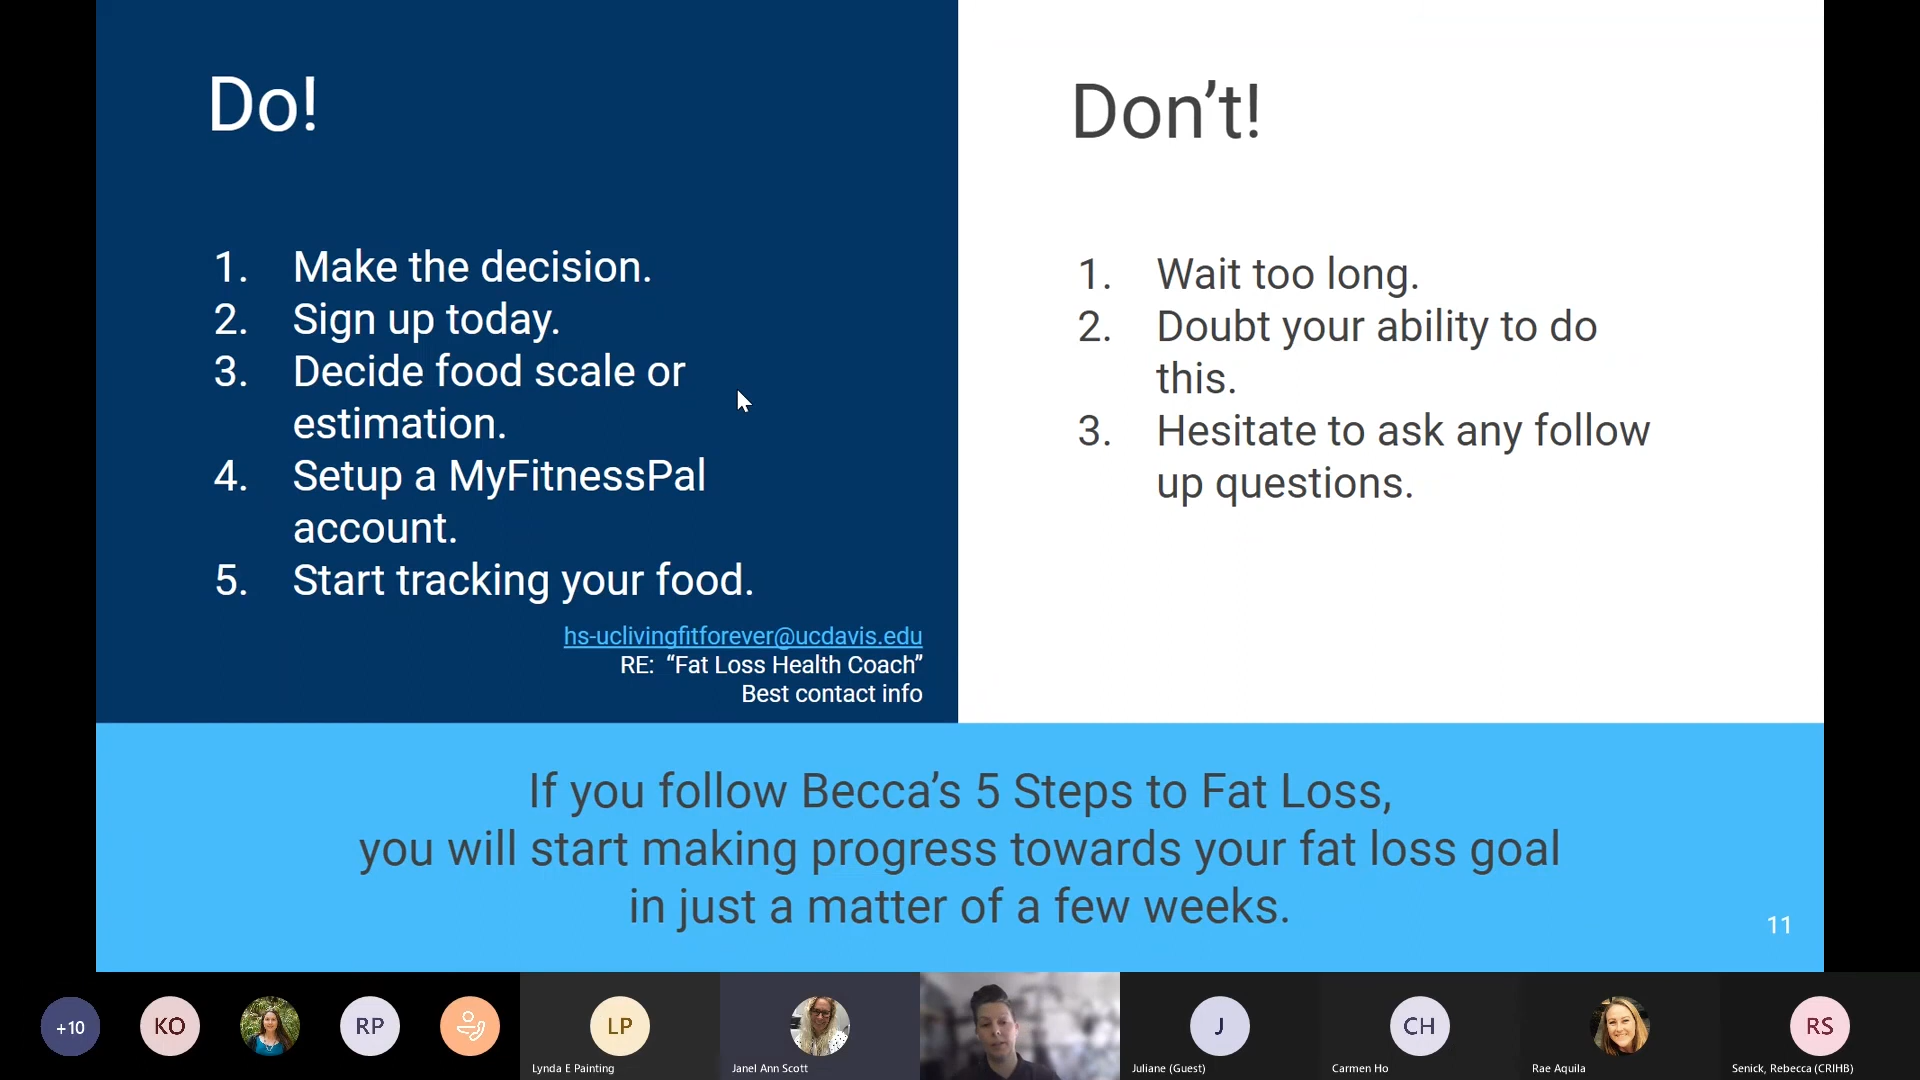 Do!
1. Make the decision.
2. Sign up today.
3. Decide food scale or
estimation.
4. Setup a MyFitnessPal
account.
5. Start tracking your food.
hs-uclivingfitforever@ucdavis.edu
RE: “Fat Loss Health Coach”
Best contact info
Don’t!
1. Wait too long.
2. Doubt your ability to do
this.
3. Hesitate to ask any follow
up questions.
If you follow Becca’s 5 Steps to Fat Loss,
you will start making progress towards your fat loss goal
in just a matter of a few weeks.
11
+10
KO
RP
LP
Lynda E Painting
Janel Ann Scott
J
Juliane (Guest)
CH
Carmen Ho
Rae Aquila
RS
Senick, Rebecca (CRIHB)